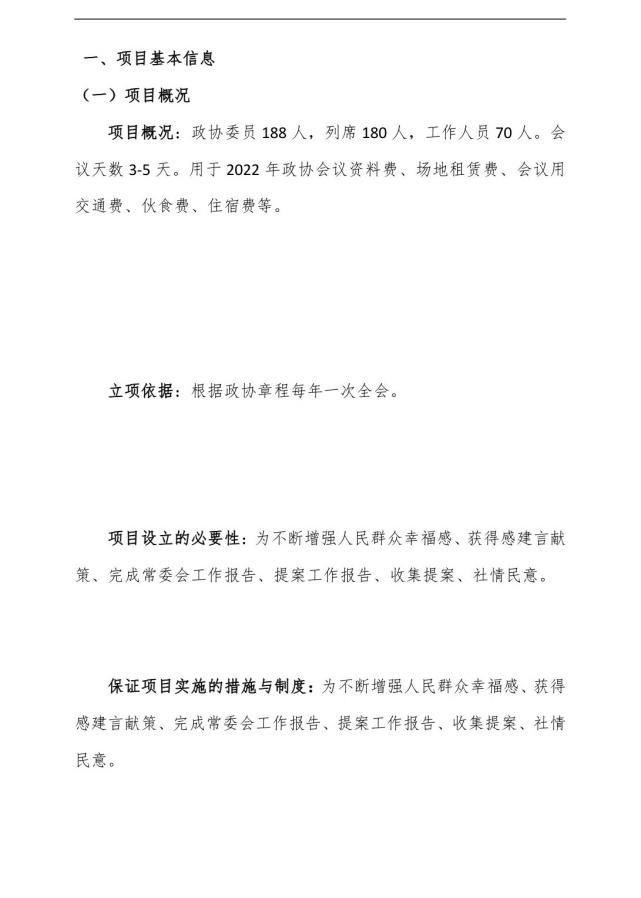 一、项目基本信息
（一）项目概况
项目概况：政协委员 188 人，列席 180 人，工作人员 70 人。会
议天数 3-5 天。用于 2022 年政协会议资料费、场地租赁费、会议用
交通费、伙食费、住宿费等。
立项依据：根据政协章程每年一次全会。
项目设立的必要性：为不断增强人民群众幸福感、获得感建言献
策、完成常委会工作报告、提案工作报告、收集提案、社情民意。
保证项目实施的措施与制度：为不断增强人民群众幸福感、获得
感建言献策、完成常委会工作报告、提案工作报告、收集提案、社情
民意。